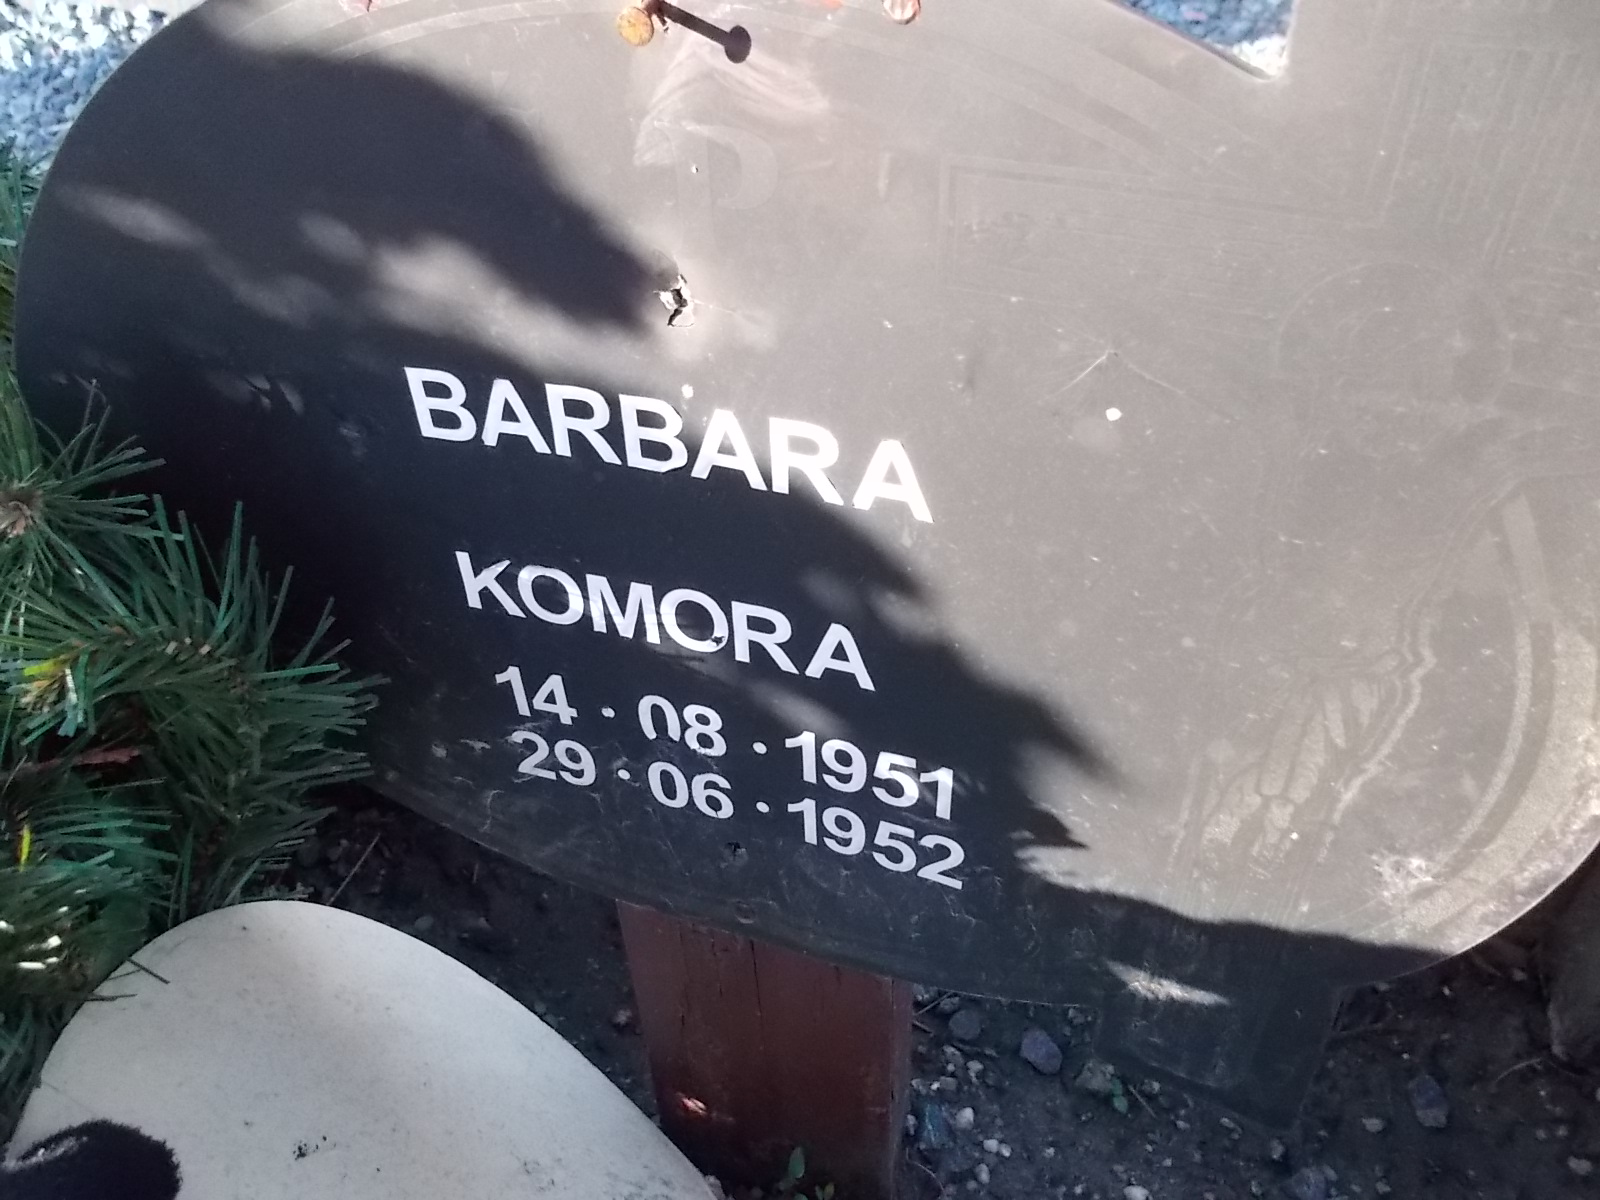 BARBARA
KOMORA
14 · 08 · 1951
29 · 06 · 1952